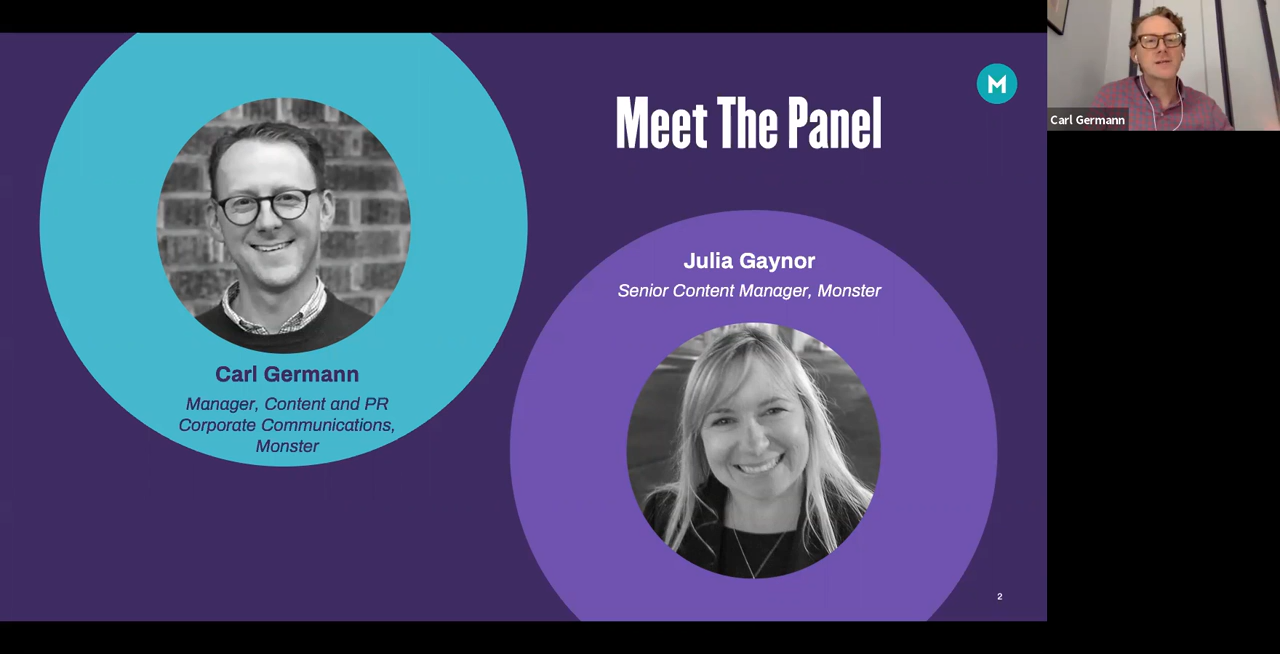 Meet The Panel
M
Carl Germann
Carl Germann
Manager, Content and PR
Corporate Communications,
Monster
Julia Gaynor
Senior Content Manager, Monster
2